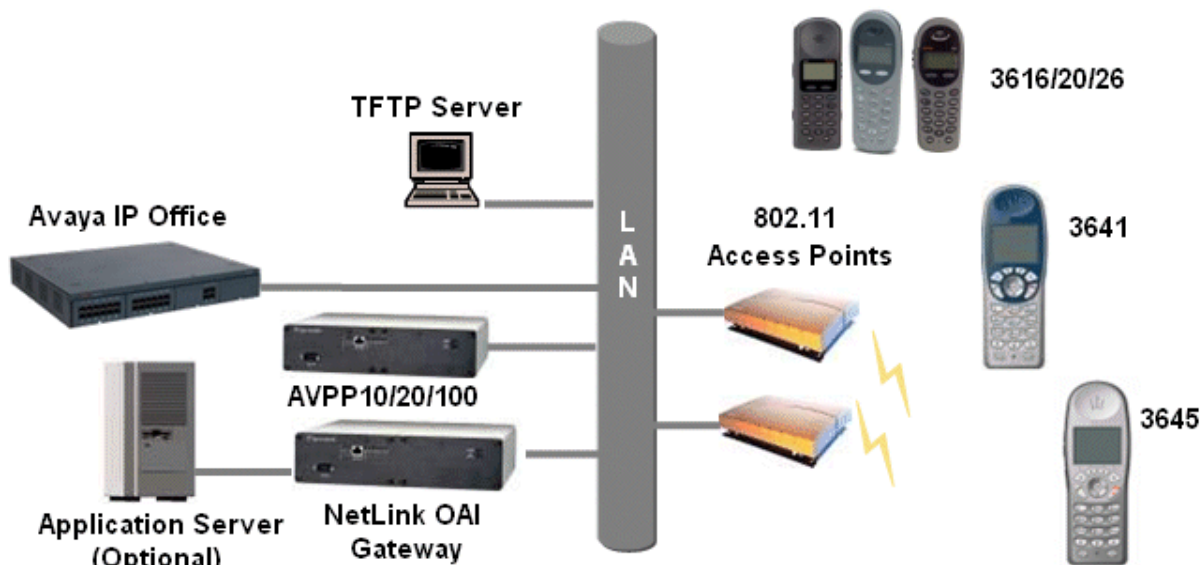 TFTP Server
3616/20/26
Avaya IP Office
LAN
802.11
Access Points
3641
AVPP10/20/100
3645
Application Server
(Optional)
NetLink OAI
Gateway